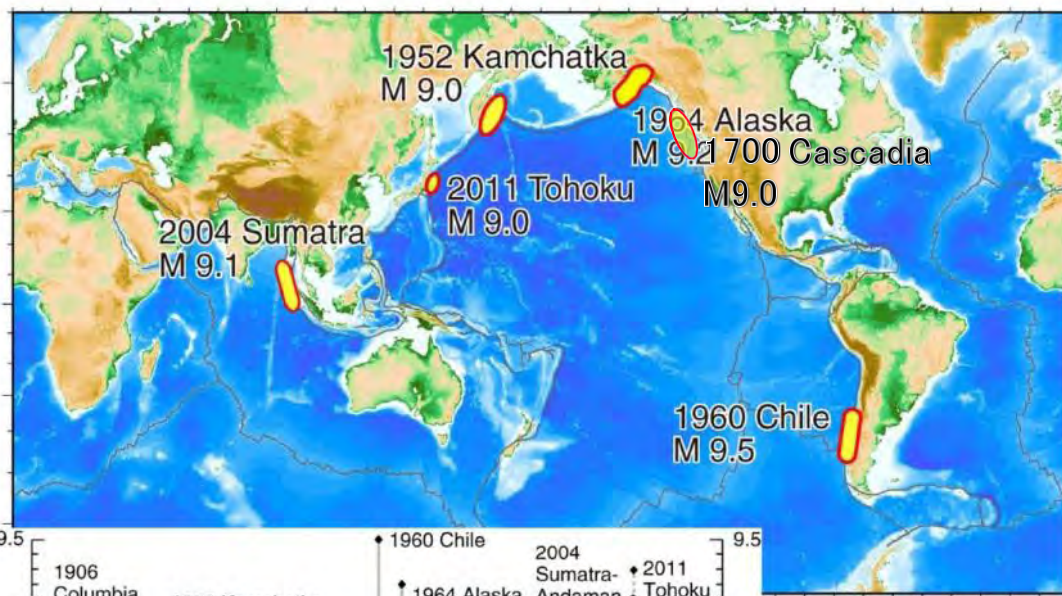 1952 Kamchatka
M 9.0
1964 Alaska
M 9.2
1700 Cascadia
M9.0
2011 Tohoku
M 9.0
2004 Sumatra
M 9.1
1960 Chile
M 9.5
9.5
1960 Chile
9.5
1906
Columbia
1964 Alaska
2004
Sumatra-
Andaman
2011
Tohoku